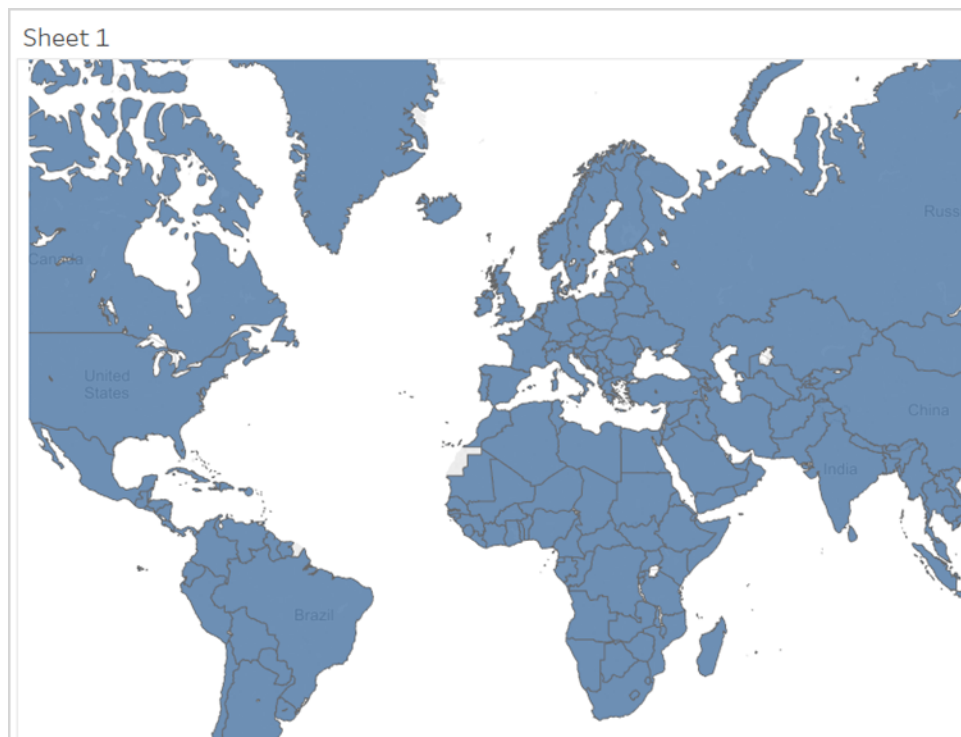 Sheet 1
Russ
Canada
United
States
China
India
Brazil